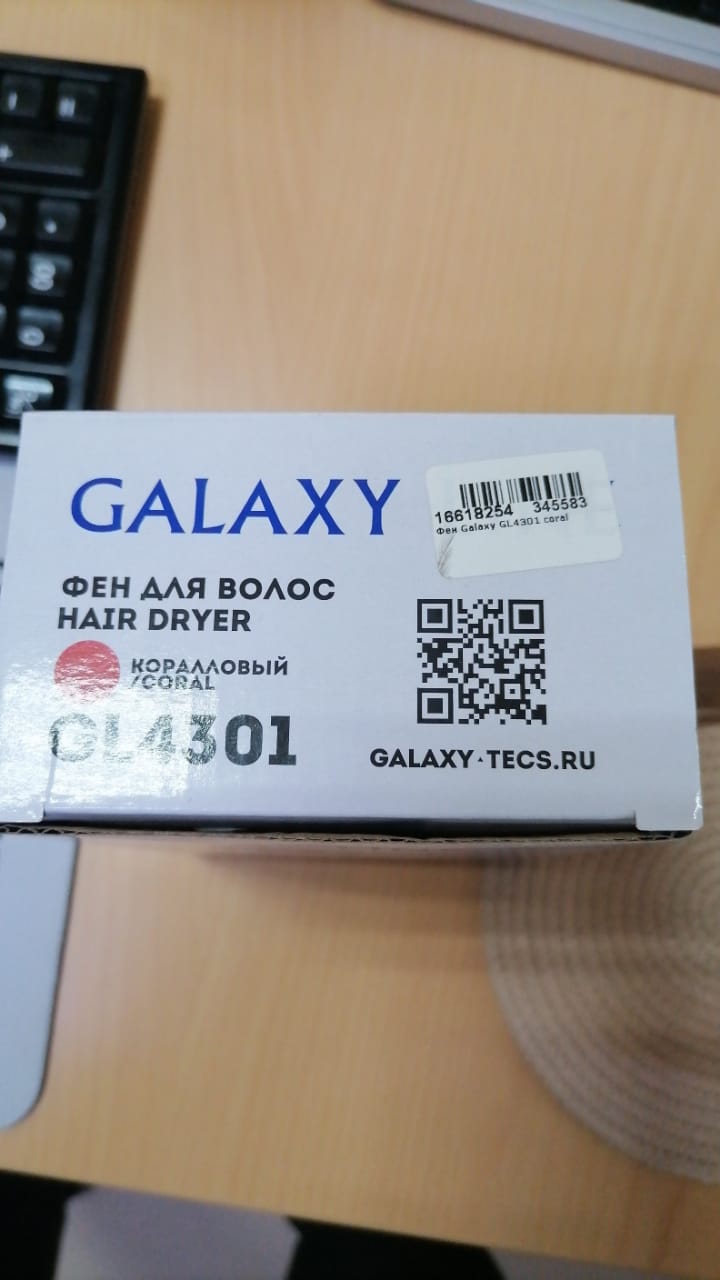 GALAXY
16618254 345583
Фен Galaxy GL4301 coral
ФЕН ДЛЯ ВОЛОС
HAIR DRYER
КОРАЛЛОВЫЙ
/CORAL
GL4301
GALAXY-TECS.RU